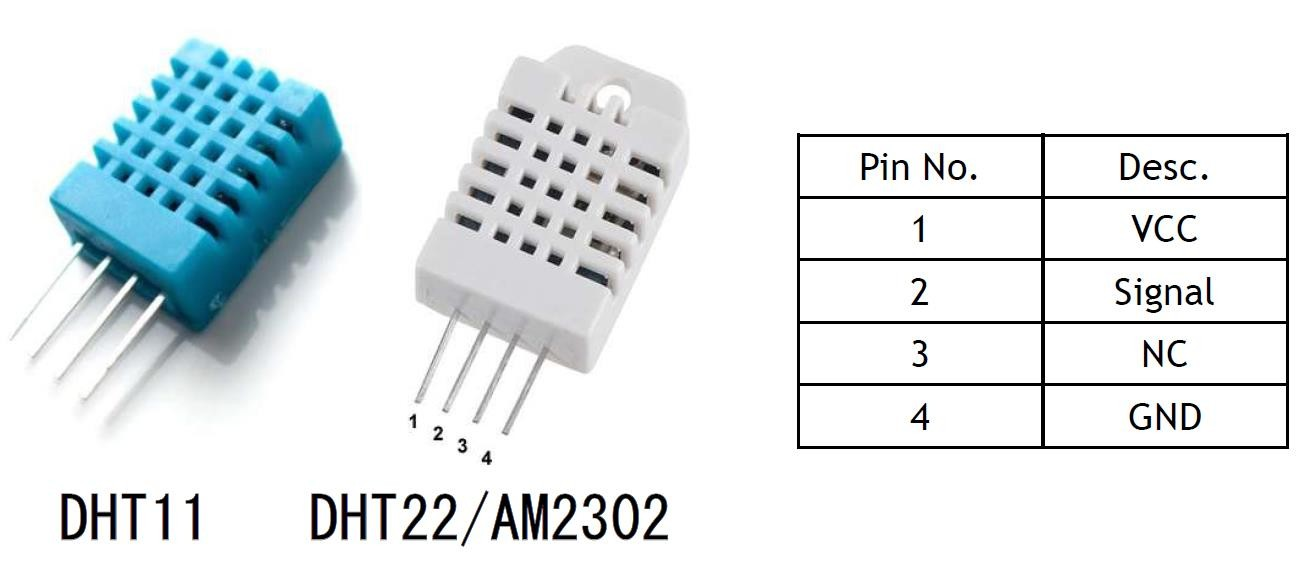 1
2
3
4
DHT11
DHT22/AM2302
Pin No. Desc.
1 VCC
2 Signal
3 NC
4 GND